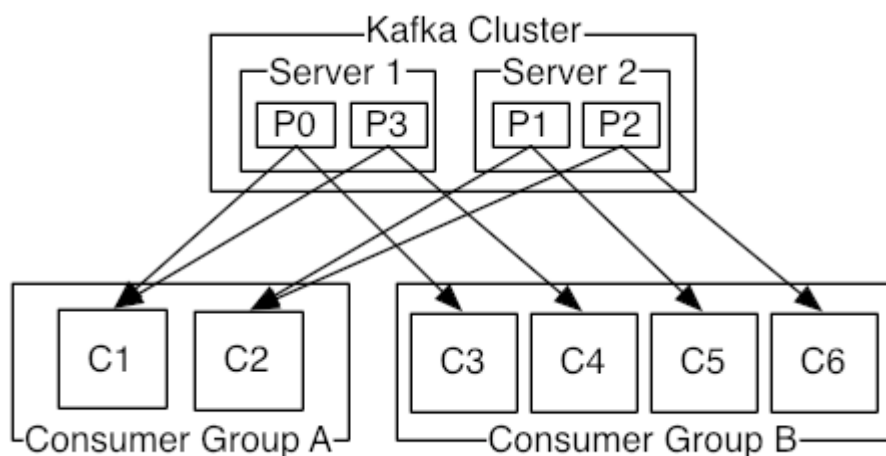 Kafka Cluster
Server 1 Server 2
P0 P3 P1 P2
C1 C2 C3 C4 C5 C6
Consumer Group A Consumer Group B